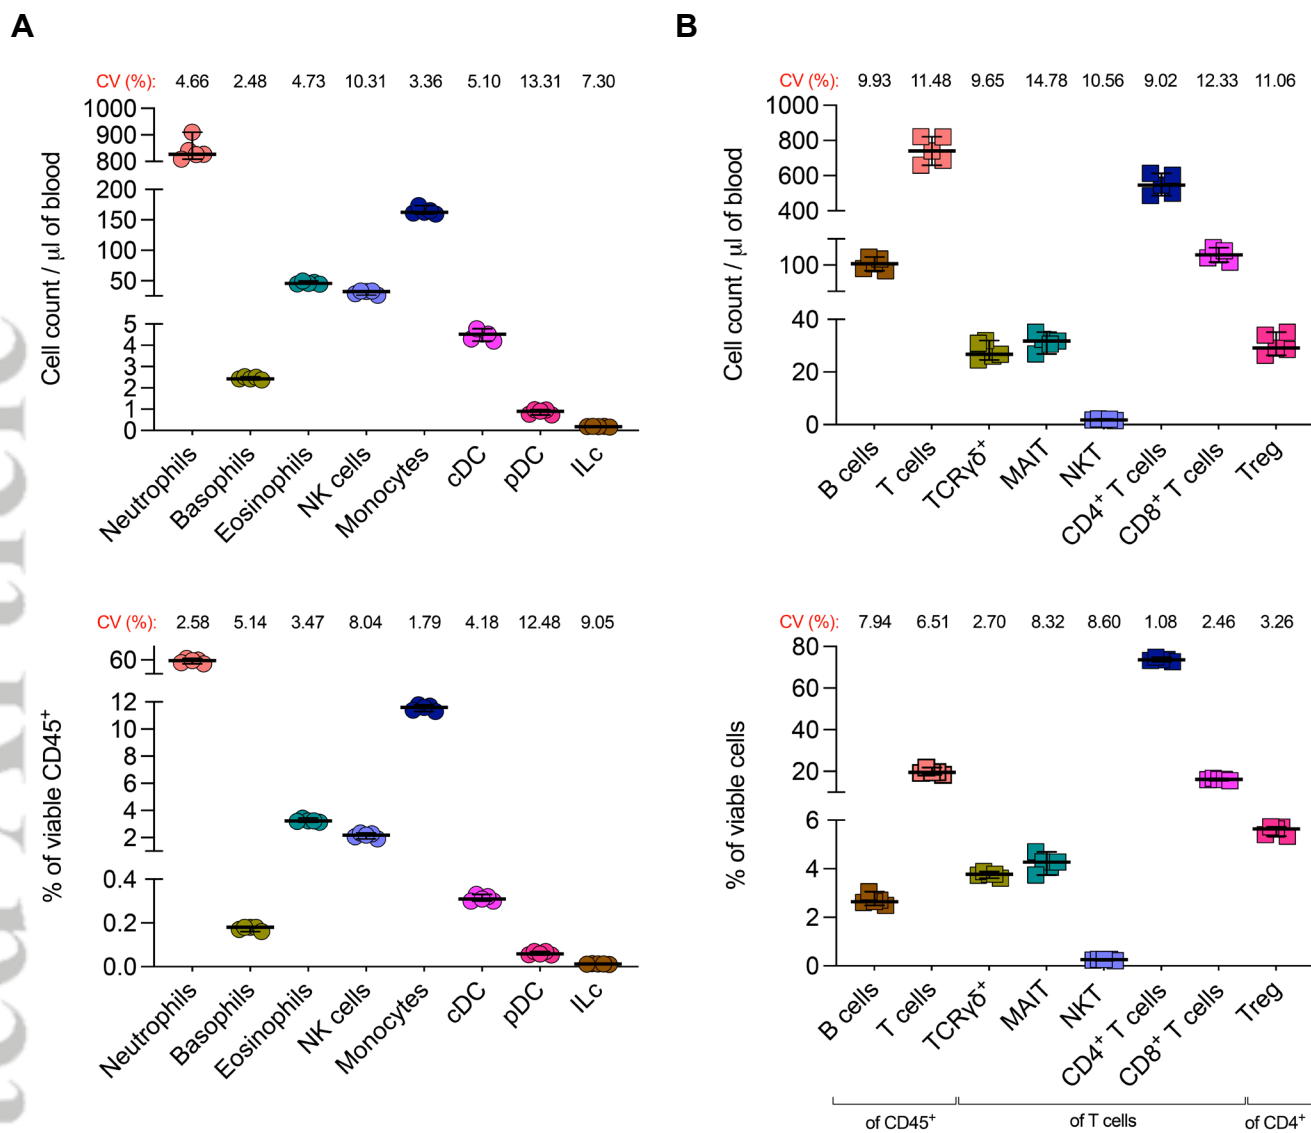 A
CV (%): 4.66 2.48 4.73 10.31 3.36 5.10 13.31 7.30
Cell count / μl of blood
1000
900
800
200
150
100
50
5
4
3
2
1
0
Neutrophils Basophils Eosinophils NK cells Monocytes cDC pDC ILc
B
CV (%): 9.93 11.48 9.65 14.78 10.56 9.02 12.33 11.06
Cell count / μl of blood
1000
800
600
400
100
40
20
0
B cells T cells TCRγδ⁺ MAIT NKT CD4⁺ T cells CD8⁺ T cells Treg
CV (%): 2.58 5.14 3.47 8.04 1.79 4.18 12.48 9.05
% of viable CD45⁺
60
12
10
8
6
4
2
0.4
0.2
0.0
Neutrophils Basophils Eosinophils NK cells Monocytes cDC pDC ILc
CV (%): 7.94 6.51 2.70 8.32 8.60 1.08 2.46 3.26
% of viable cells
80
60
40
20
6
4
2
0
B cells T cells TCRγδ⁺ MAIT NKT CD4⁺ T cells CD8⁺ T cells Treg
of CD45⁺ of T cells of CD4⁺